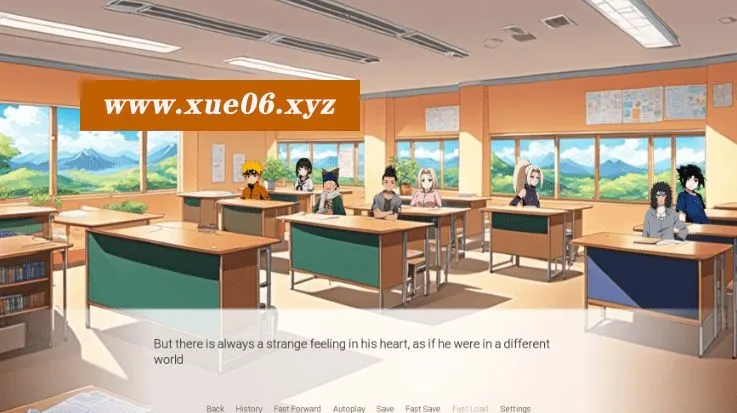 www.xue06.xyz
But there is always a strange feeling in his heart, as if he were in a different
world
Back History Fast Forward Autoplay Save Fast Save Fast Load Settings